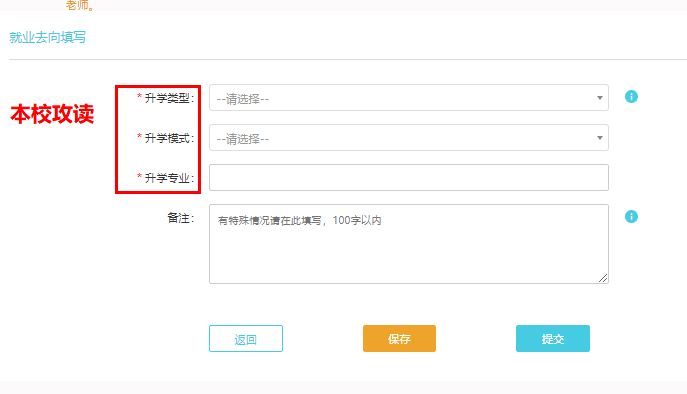 老师。
就业去向填写
本校攻读
* 升学类型： --请选择--
* 升学模式： --请选择--
* 升学专业：
备注： 有特殊情况请在此填写，100字以内
返回 保存 提交